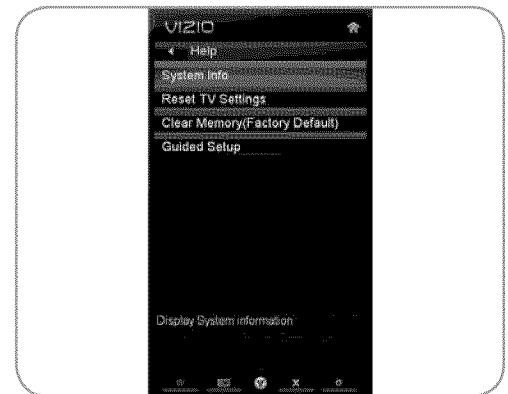 VIZIO
Help
System Info
Reset TV Settings
Clear Memory(Factory Default)
Guided Setup
Display System information